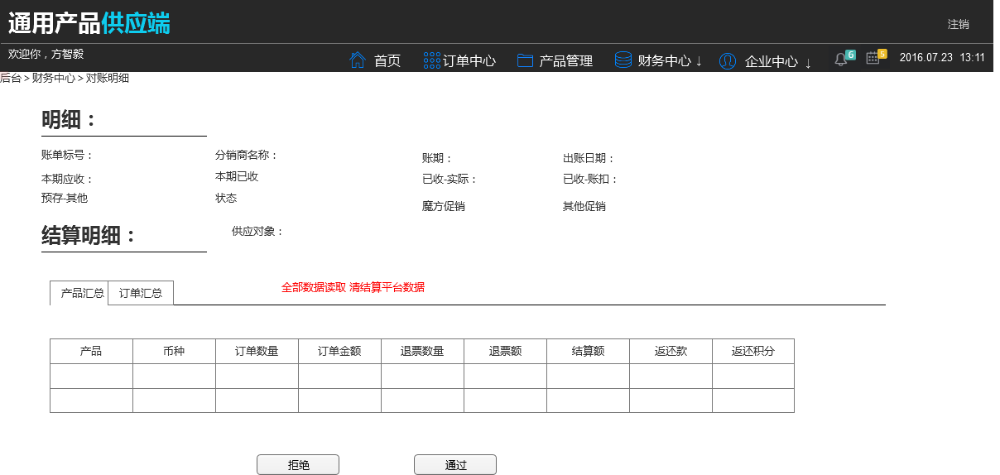 通用产品供应端
注销
欢迎你，方智毅
首页 订单中心 产品管理 财务中心↓ 企业中心 ↓ 6 5 2016.07.23 13:11
后台 > 财务中心 > 对账明细
明细：
账单标号： 分销商名称： 账期： 出账日期：
本期应收： 本期已收 已收-实际： 已收-账扣：
预存-其他 状态 魔方促销 其他促销
结算明细： 供应对象：
全部数据读取 清结算平台数据
产品汇总 订单汇总
产品 币种 订单数量 订单金额 退票数量 退票额 结算额 返还款 返还积分
拒绝 通过